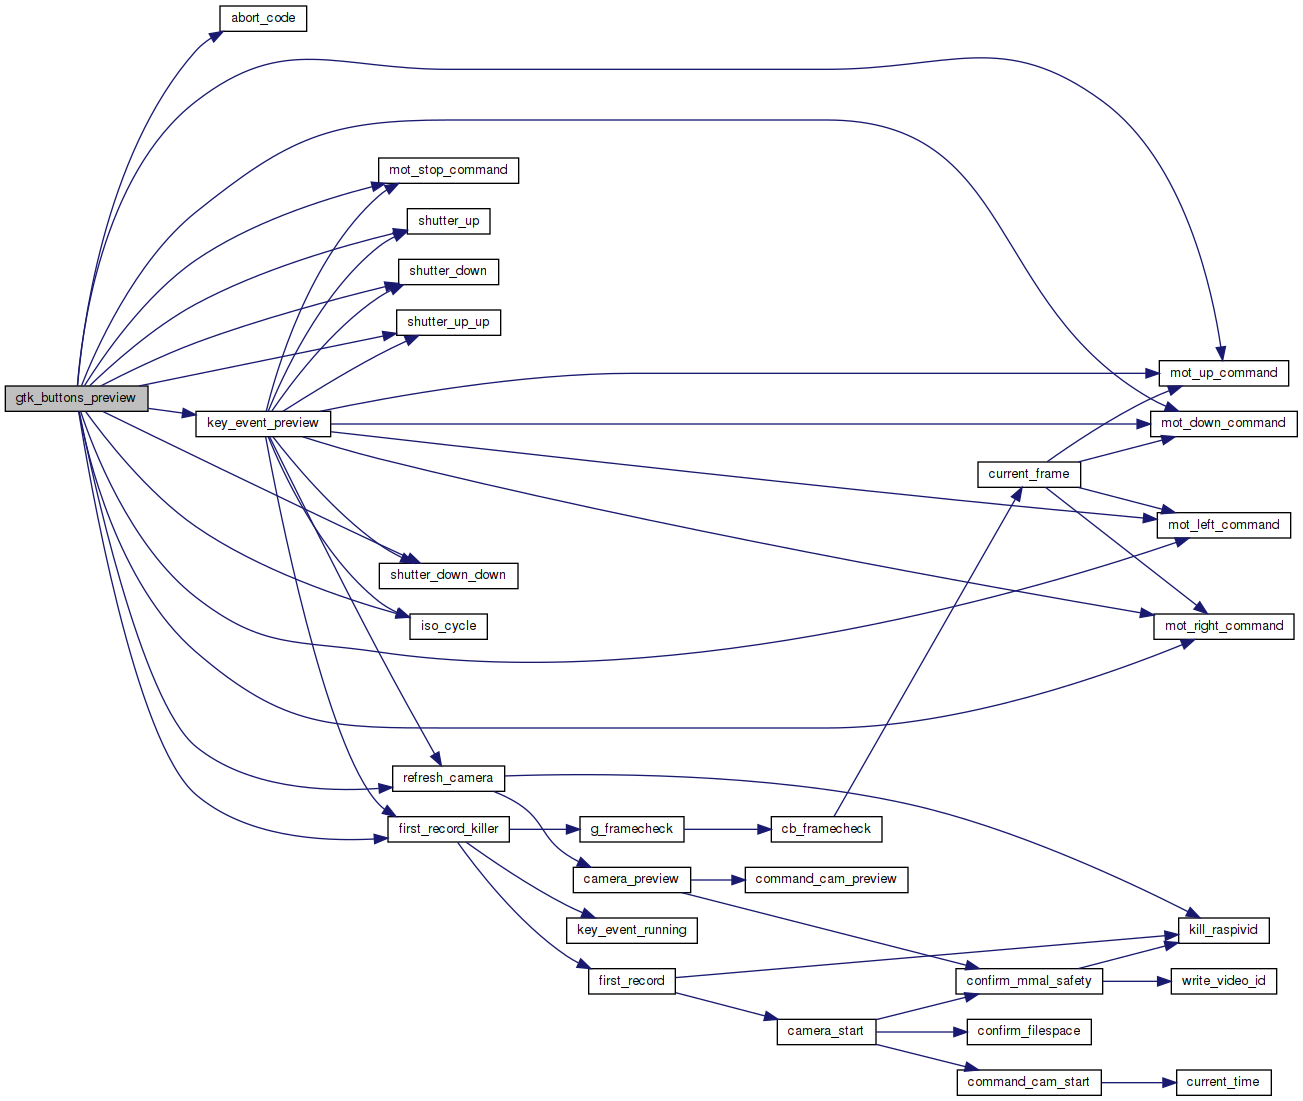 abort_code
mot_stop_command
shutter_up
shutter_down
shutter_up_up
mot_up_command
gtk_buttons_preview
key_event_preview
mot_down_command
current_frame
mot_left_command
shutter_down_down
iso_cycle
mot_right_command
refresh_camera
first_record_killer
g_framecheck
cb_framecheck
camera_preview
command_cam_preview
key_event_running
kill_raspivid
first_record
confirm_mmal_safety
write_video_id
camera_start
confirm_filespace
command_cam_start
current_time